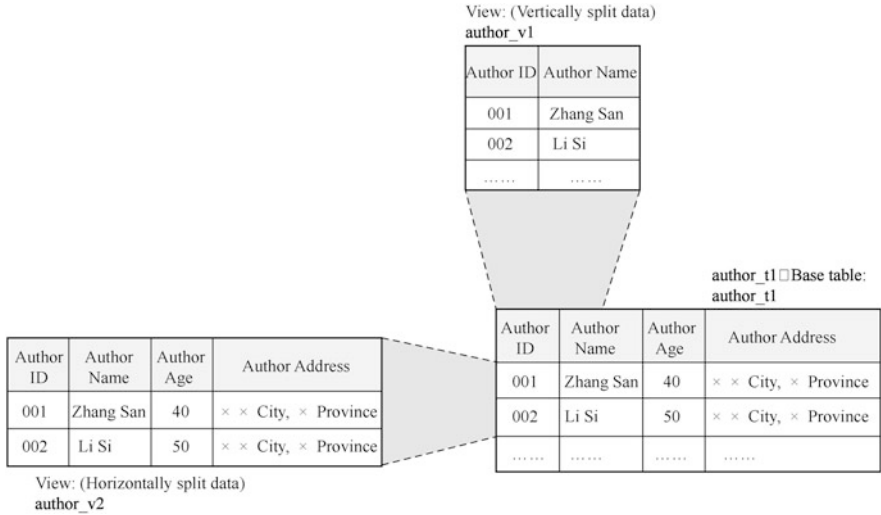 View: (Vertically split data)
author_v1
Author ID Author Name
001 Zhang San
002 Li Si
…… ……
author_t1□Base table:
author_t1
Author ID Author Name Author Age Author Address
001 Zhang San 40 × × City, × Province
002 Li Si 50 × × City, × Province
…… …… …… ……
Author ID Author Name Author Age Author Address
001 Zhang San 40 × × City, × Province
002 Li Si 50 × × City, × Province
View: (Horizontally split data)
author_v2